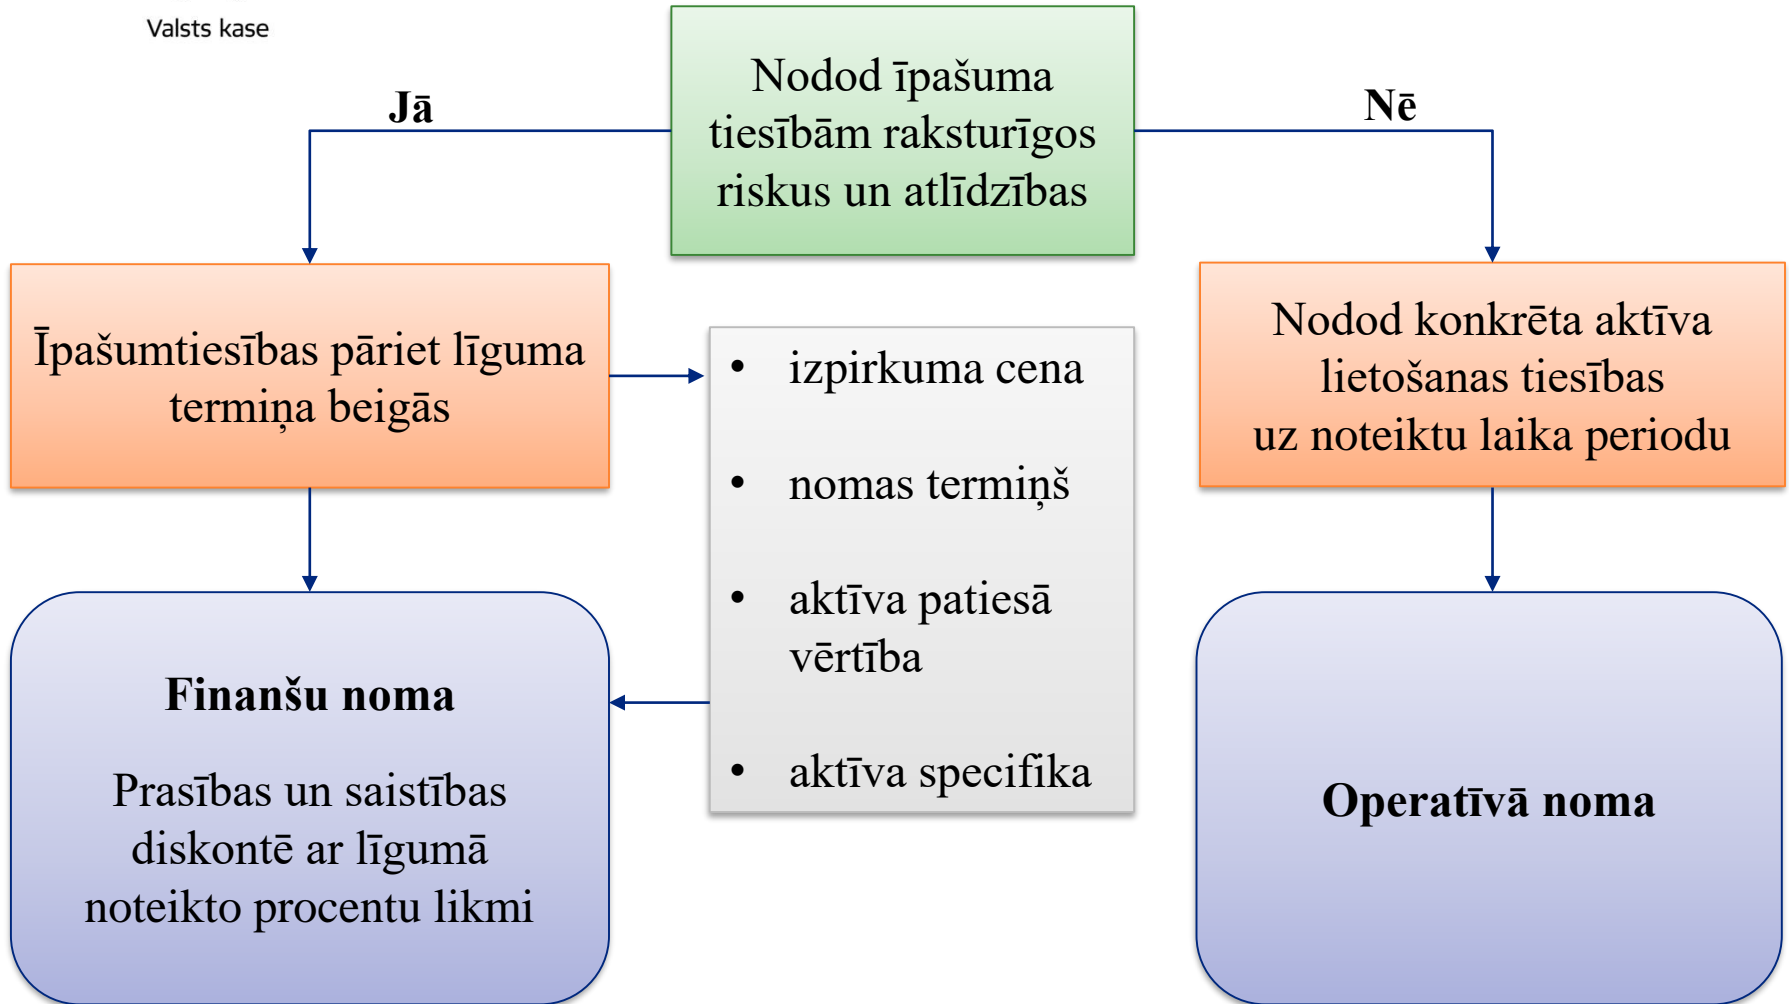 Valsts kase
Nodod īpašuma
tiesībām raksturīgos
riskus un atlīdzības
Jā
Nē
Īpašumtiesības pāriet līguma
termiņa beigās
• izpirkuma cena
• nomas termiņš
• aktīva patiesā
vērtība
• aktīva specifika
Nodod konkrēta aktīva
lietošanas tiesības
uz noteiktu laika periodu
Finanšu noma
Prasības un saistības
diskontē ar līgumā
noteikto procentu likmi
Operatīvā noma